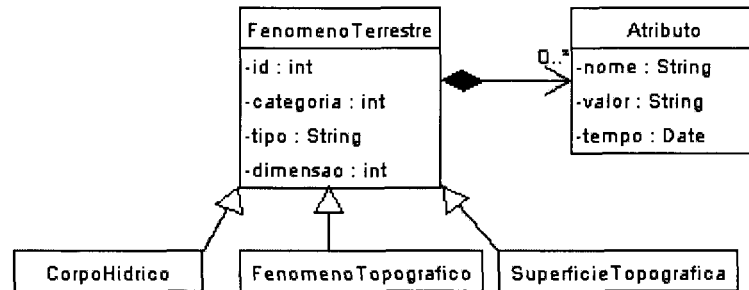 FenomenoTerrestre
-id : int
-categoria : int
-tipo : String
-dimensao : int
0..*
Atributo
-nome : String
-valor : String
-tempo : Date
CorpoHidrico
FenomenoTopografico
SuperficieTopografica